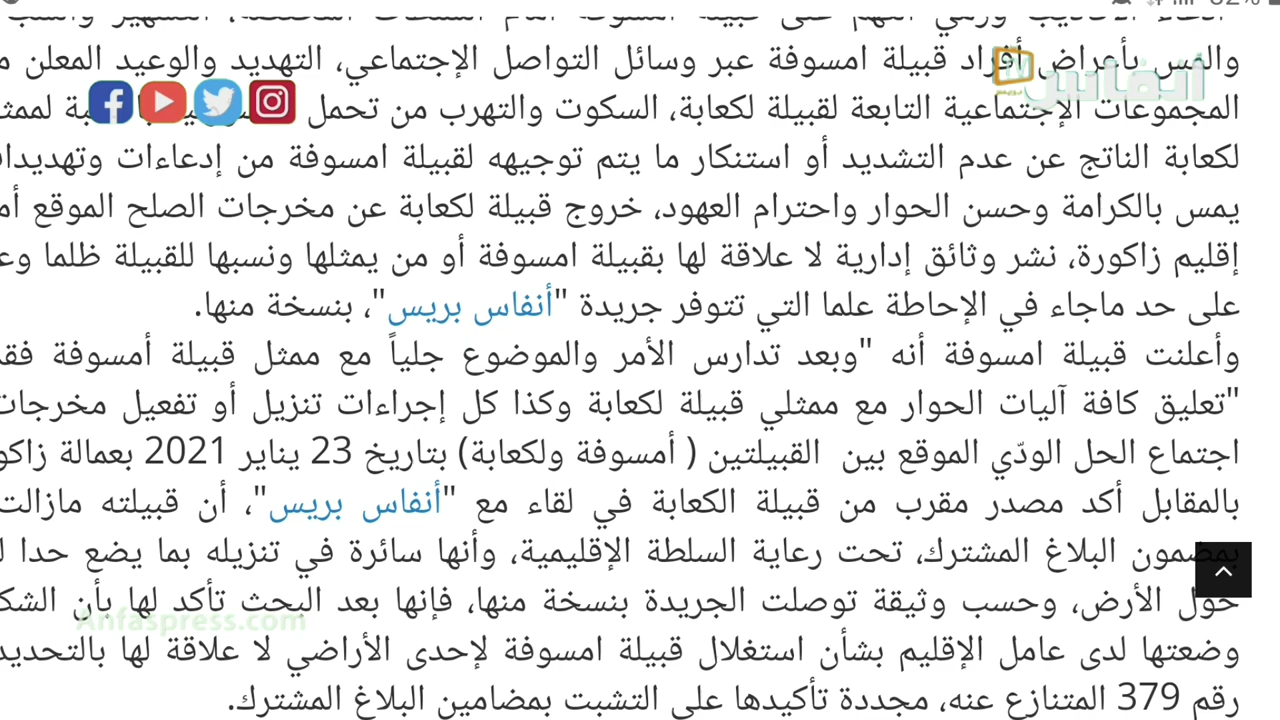 والمس بأعراض أفراد قبيلة امسوفة عبر وسائل التواصل الإجتماعي، التهديد والوعيد المعلن
أنفاس
المجموعات الإجتماعية التابعة لقبيلة لكعابة، السكوت والتهرب من تحمل
لكعابة الناتج عن عدم التشديد أو استنكار ما يتم توجيهه لقبيلة امسوفة من إدعاءات
يمس بالكرامة وحسن الحوار واحترام العهود، خروج قبيلة لكعابة عن مخرجات الصلح الموقع
إقليم زاكورة، نشر وثائق إدارية لا علاقة لها بقبيلة امسوفة أو من يمثلها ونسبها للقبيلة ظلما
على حد ماجاء في الإحاطة علما التي تتوفر جريدة "أنفاس بريس"، بنسخة منها.
وأعلنت قبيلة امسوفة أنه "وبعد تدارس الأمر والموضوع جلياً مع ممثل قبيلة أمسوفة
"تعليق كافة آليات الحوار مع ممثلي قبيلة لكعابة وكذا كل إجراءات تنزيل أو تفعيل مخرجات
اجتماع الحل الودّي الموقع بين القبيلتين ( أمسوفة ولكعابة) بتاريخ 23 يناير 2021 بعمالة
بالمقابل أكد مصدر مقرب من قبيلة الكعابة في لقاء مع "أنفاس بريس"، أن قبيلته مازالت
بمضمون البلاغ المشترك، تحت رعاية السلطة الإقليمية، وأنها سائرة في تنزيله بما يضع حدا
حول الأرض، وحسب وثيقة توصلت الجريدة بنسخة منها، فإنها بعد البحث تأكد لها بأن
Anfaspress.com
وضعتها لدى عامل الإقليم بشأن استغلال قبيلة امسوفة لإحدى الأراضي لا علاقة لها بالتحديد
رقم 379 المتنازع عنه، مجددة تأكيدها على التشبت بمضامين البلاغ المشترك.